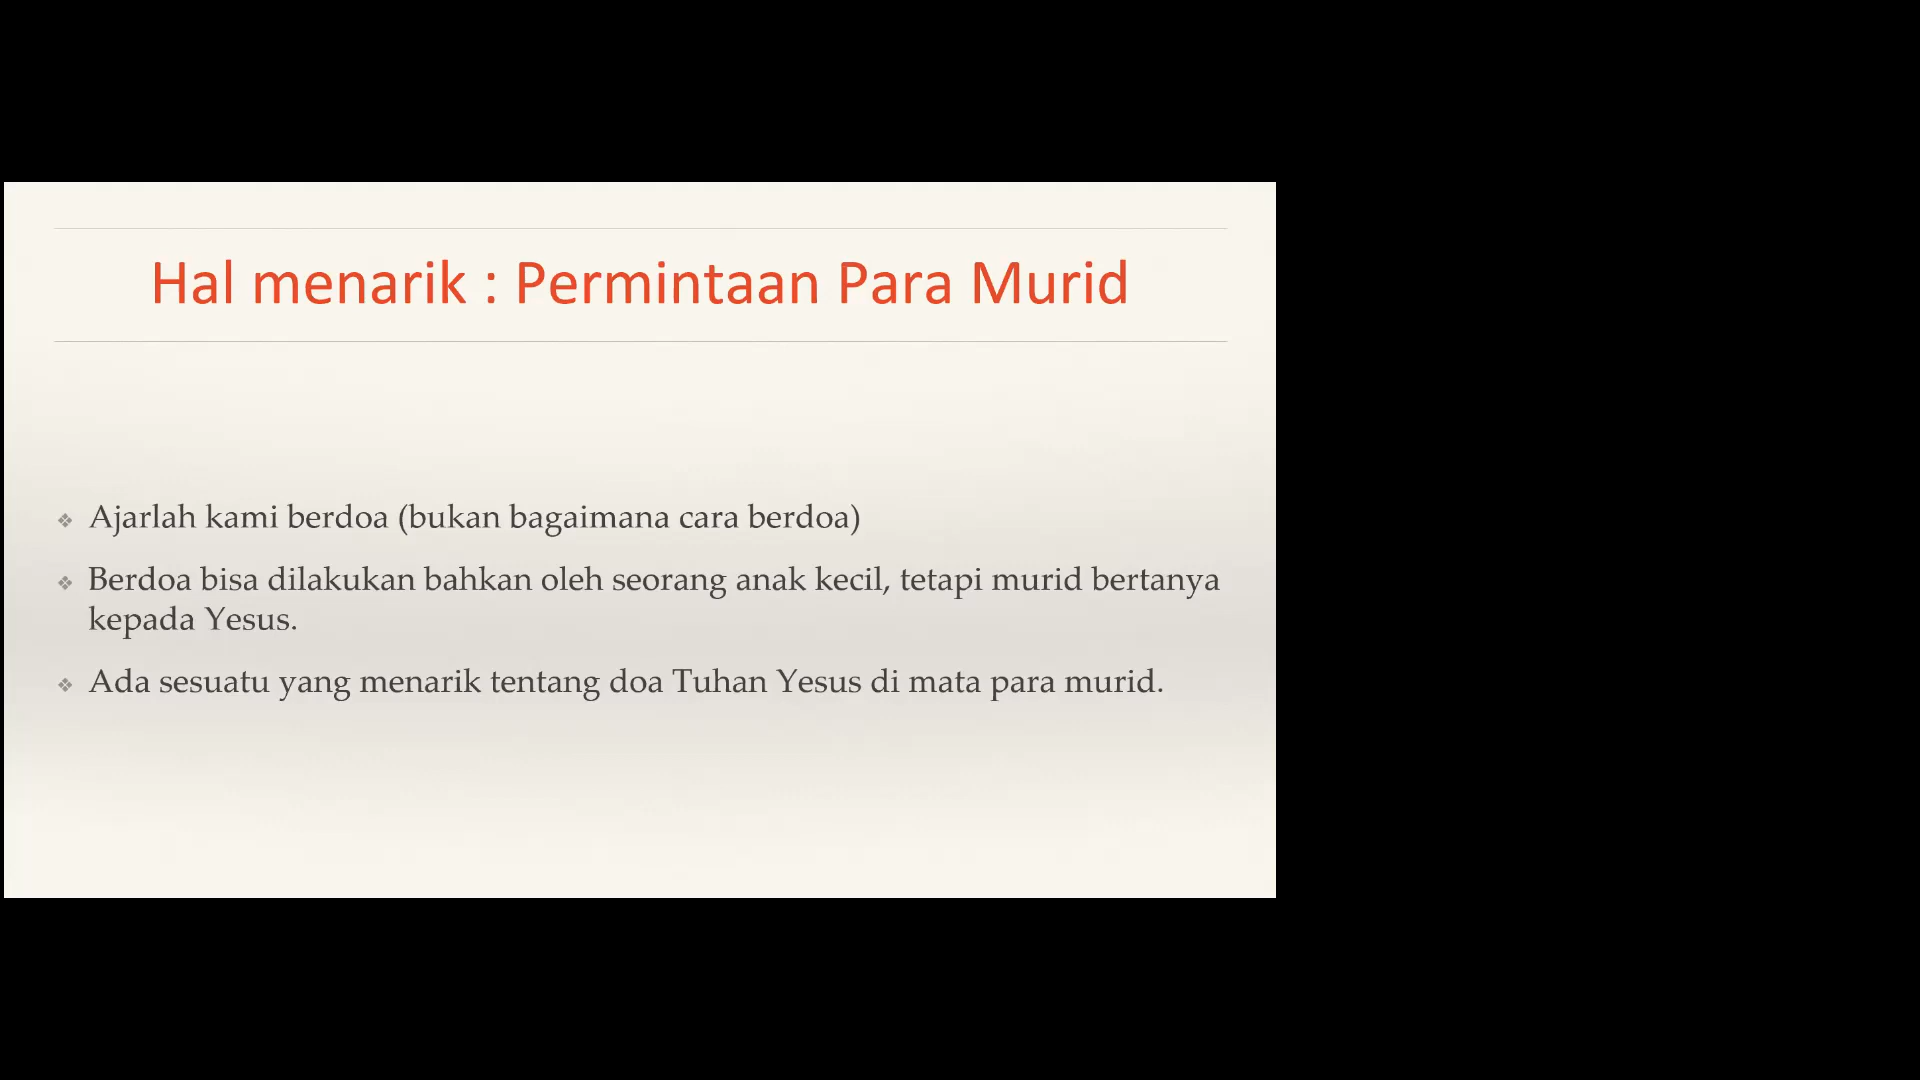 Hal menarik : Permintaan Para Murid
Ajarlah kami berdoa (bukan bagaimana cara berdoa)
Berdoa bisa dilakukan bahkan oleh seorang anak kecil, tetapi murid bertanya
kepada Yesus.
Ada sesuatu yang menarik tentang doa Tuhan Yesus di mata para murid.